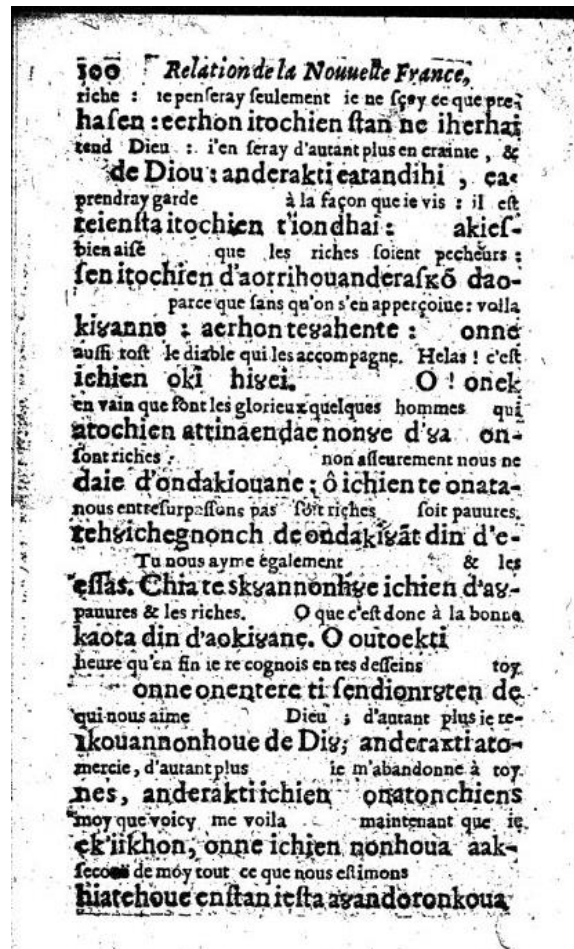 300 Relation de la Nouuelle France,
riche : ie penseray seulement ie ne sçay ce que pre-
hasen : eerhon itochien stan ne iherhai
tend Dieu : i'en seray d'autant plus en crainte , &
de Diou : anderakti eatandihi , ea-
prendray garde à la façon que ie vis : il est
teiensta itochien t'iondhai : akies-
bien aisé que les riches soient pecheurs :
sen itochien d'aorrihouanderaskõ dao-
parce que sans qu'on s'en apperçoiue : voila
kiȣanne : aerhon teȣahente : onne
aussi tost le diable qui les accompagne. Helas ! c'est
ichien oki hiȣei. O ! onek
en vain que font les glorieux quelques hommes qui
atochien attinaendae nonȣe d'ȣa on-
sont riches : non asseurement nous ne
daie d'ondakiouane : ô ichien te onata-
nous entresurpassons pas soit riches soit pauures.
rehȣichegnonch de ondakiȣãt din d'e-
Tu nous ayme également & les
essas. Chia te skȣannonhȣe ichien d'aȣ-
pauures & les riches. O que c'est donc à la bonne
kaota din d'aokiȣane. O outoekti
heure qu'en fin ie re cognois en tes desseins toy
onne onentere ti sendionrȣten de
qui nous aime Dieu ; d'autant plus ie re-
ikouannonhoue de Diȣ; anderaxti ato-
mercie, d'autant plus ie m'abandonne à toy
nes, anderakti ichien onatonchiens
moy que voicy me voila maintenant que ie
ek'iikhon, onne ichien nonhoua aak-
secoüs de moy tout ce que nous estimons
hiatehoue enstan iesta aȣandoronkoua